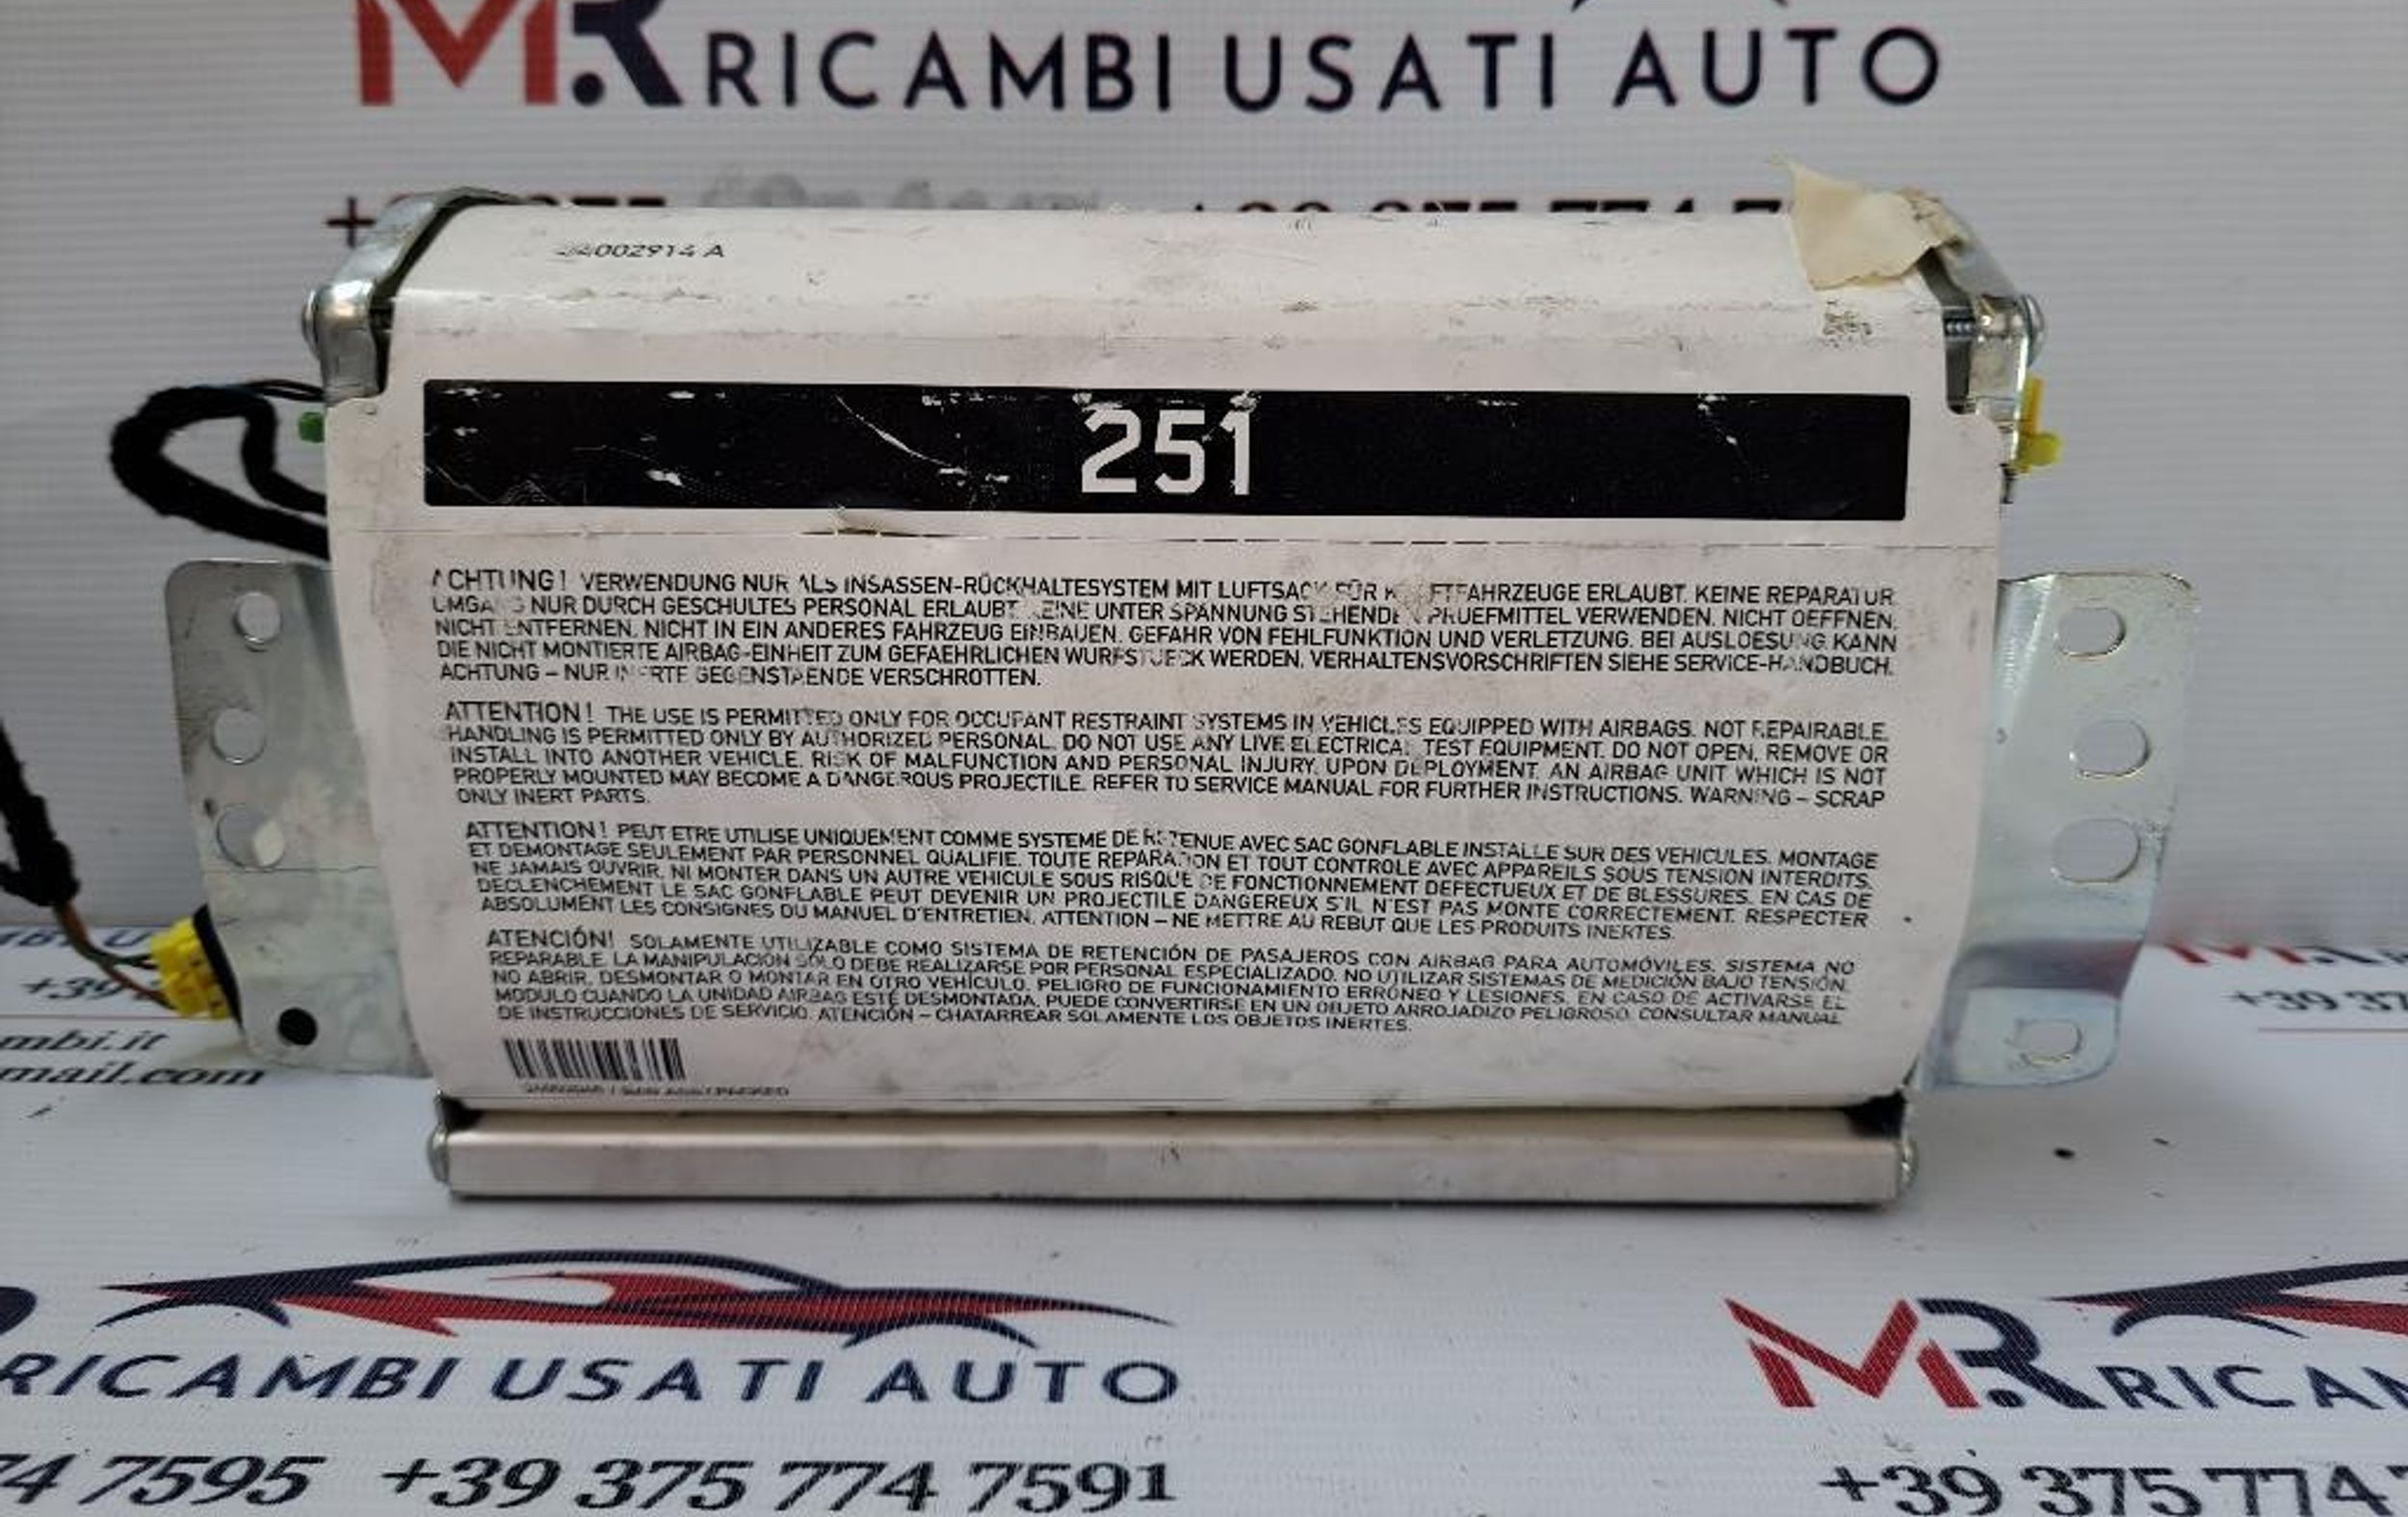 MR RICAMBI USATI AUTO
4002914 A
251
ACHTUNG! VERWENDUNG NUR ALS INSASSEN-RÜCKHALTESYSTEM MIT LUFTSACK FÜR KRAFTFAHRZEUGE ERLAUBT. KEINE REPARATUR.
UMGANG NUR DURCH GESCHULTES PERSONAL ERLAUBT. KEINE UNTER SPANNUNG STEHENDEN PRUEFMITTEL VERWENDEN. NICHT OEFFNEN.
NICHT ENTFERNEN. NICHT IN EIN ANDERES FAHRZEUG EINBAUEN. GEFAHR VON FEHLFUNKTION UND VERLETZUNG. BEI AUSLOESUNG KANN
DIE NICHT MONTIERTE AIRBAG-EINHEIT ZUM GEFAEHRLICHEN WURFSTUECK WERDEN. VERHALTENSVORSCHRIFTEN SIEHE SERVICE-HANDBUCH.
ACHTUNG – NUR INERTE GEGENSTAENDE VERSCHROTTEN.
ATTENTION! THE USE IS PERMITTED ONLY FOR OCCUPANT RESTRAINT SYSTEMS IN VEHICLES EQUIPPED WITH AIRBAGS. NOT REPAIRABLE.
HANDLING IS PERMITTED ONLY BY AUTHORIZED PERSONAL. DO NOT USE ANY LIVE ELECTRICAL TEST EQUIPMENT. DO NOT OPEN, REMOVE OR
INSTALL INTO ANOTHER VEHICLE. RISK OF MALFUNCTION AND PERSONAL INJURY. UPON DEPLOYMENT, AN AIRBAG UNIT WHICH IS NOT
PROPERLY MOUNTED MAY BECOME A DANGEROUS PROJECTILE. REFER TO SERVICE MANUAL FOR FURTHER INSTRUCTIONS. WARNING – SCRAP
ONLY INERT PARTS.
ATTENTION! PEUT ETRE UTILISE UNIQUEMENT COMME SYSTEME DE RETENUE AVEC SAC GONFLABLE INSTALLE SUR DES VEHICULES. MONTAGE
ET DEMONTAGE SEULEMENT PAR PERSONNEL QUALIFIE. TOUTE REPARATION ET TOUT CONTROLE AVEC APPAREILS SOUS TENSION INTERDITS.
NE JAMAIS OUVRIR, NI MONTER DANS UN AUTRE VEHICULE SOUS RISQUE DE FONCTIONNEMENT DEFECTUEUX ET DE BLESSURES. EN CAS DE
DECLENCHEMENT LE SAC GONFLABLE PEUT DEVENIR UN PROJECTILE DANGEREUX S'IL N'EST PAS MONTE CORRECTEMENT. RESPECTER
ABSOLUMENT LES CONSIGNES DU MANUEL D'ENTRETIEN. ATTENTION – NE METTRE AU REBUT QUE LES PRODUITS INERTES.
ATENCIÓN! SOLAMENTE UTILIZABLE COMO SISTEMA DE RETENCIÓN DE PASAJEROS CON AIRBAG PARA AUTOMÓVILES. SISTEMA NO
REPARABLE. LA MANIPULACIÓN SÓLO DEBE REALIZARSE POR PERSONAL ESPECIALIZADO. NO UTILIZAR SISTEMAS DE MEDICIÓN BAJO TENSIÓN.
NO ABRIR, DESMONTAR O MONTAR EN OTRO VEHÍCULO. PELIGRO DE FUNCIONAMIENTO ERRÓNEO Y LESIONES. EN CASO DE ACTIVARSE EL
MODULO CUANDO LA UNIDAD AIRBAG ESTÉ DESMONTADA, PUEDE CONVERTIRSE EN UN OBJETO ARROJADIZO PELIGROSO. CONSULTAR MANUAL
DE INSTRUCCIONES DE SERVICIO. ATENCIÓN – CHATARREAR SOLAMENTE LOS OBJETOS INERTES.
mbi.it
mail.com
RICAMBI USATI AUTO
74 7595 +39 375 774 7591
MR RICAM
+39 375 774